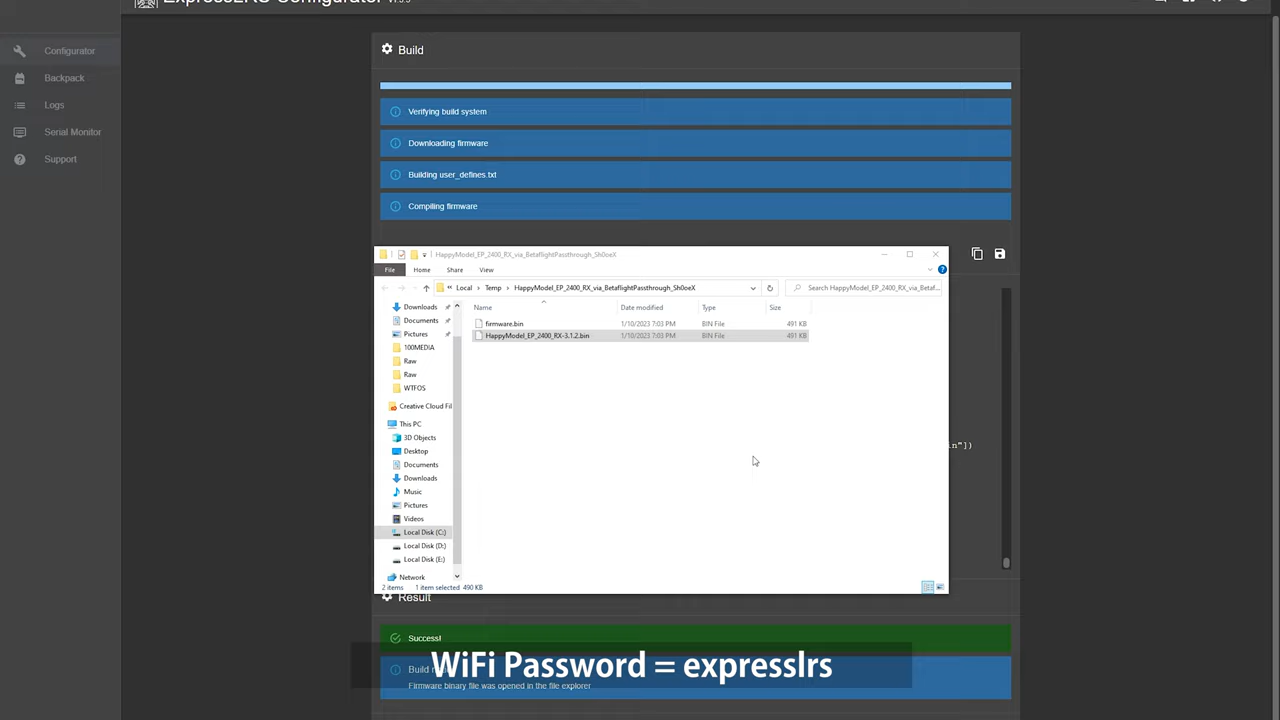 ExpressLRS Configurator
Configurator
Backpack
Logs
Serial Monitor
Support
Build
Verifying build system
Downloading firmware
Building user_defines.txt
Compiling firmware
HappyModel_EP_2400_RX_via_BetaflightPassthrough_Sh0oeX
File Home Share View
Local Temp HappyModel_EP_2400_RX_via_BetaflightPassthrough_Sh0oeX
Search HappyModel_EP_2400_RX_via_Betaf...
Name Date modified Type Size
firmware.bin 1/10/2023 7:03 PM BIN File 491 KB
HappyModel_EP_2400_RX-3.1.2.bin 1/10/2023 7:03 PM BIN File 491 KB
Downloads
Documents
Pictures
100MEDIA
Raw
Raw
WTFOS
Creative Cloud Fil
This PC
3D Objects
Desktop
Documents
Downloads
Music
Pictures
Videos
Local Disk (C:)
Local Disk (D:)
Local Disk (E:)
Network
2 items 1 item selected 490 KB
in"])
Result
Success!
Build
Firmware binary file was opened in the file explorer
WiFi Password = expresslrs